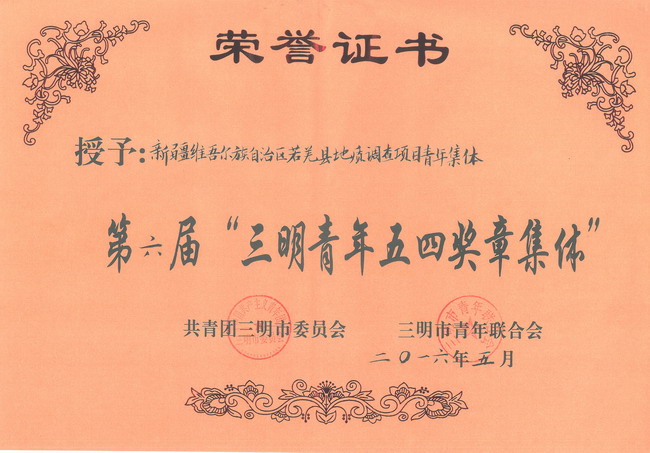 荣誉证书
授予:新疆维吾尔族自治区若羌县地质调查项目青年集体
第六届“三明青年五四奖章集体”
共青团三明市委员会 三明市青年联合会
二〇一六年五月